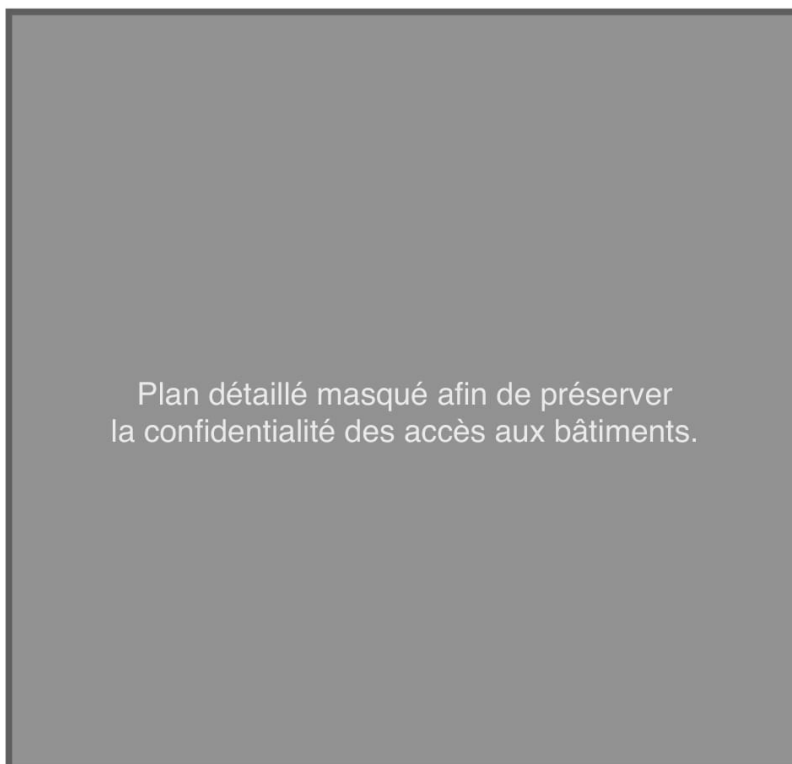 Plan détaillé masqué afin de préserver
la confidentialité des accès aux bâtiments.